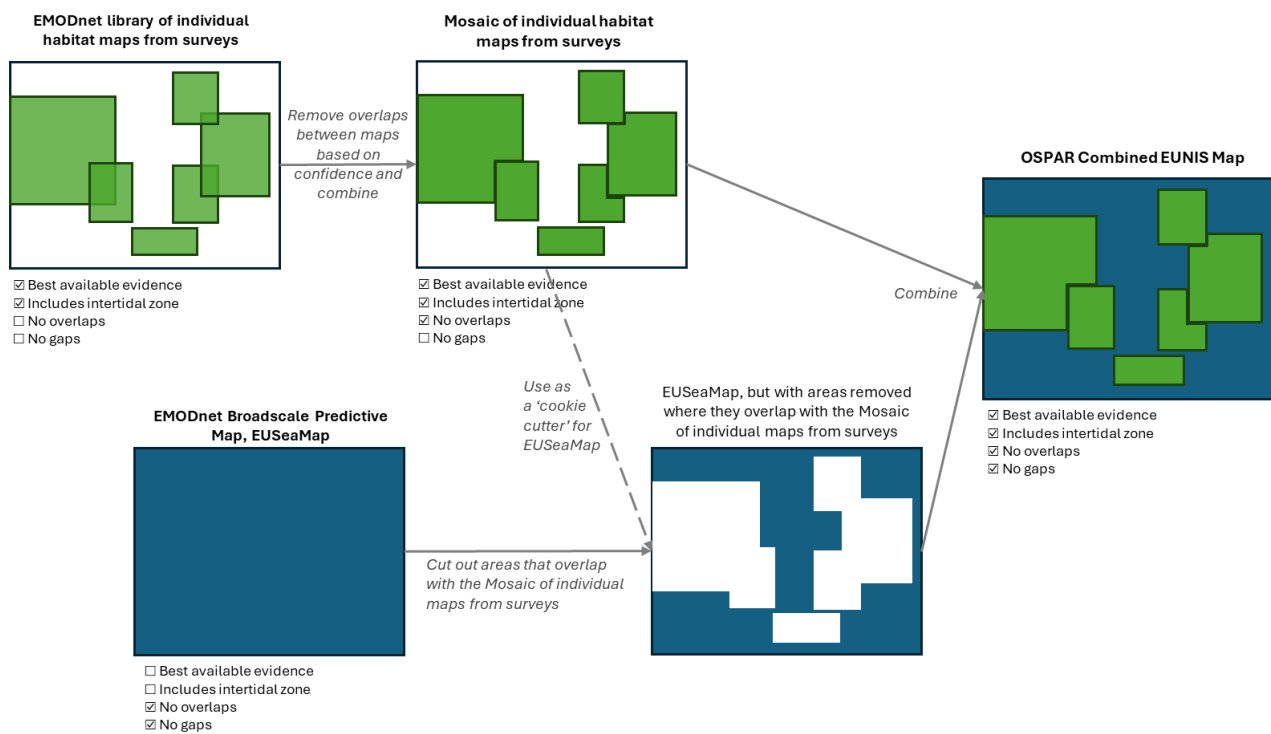 EMODnet library of individual
habitat maps from surveys
Mosaic of individual habitat
maps from surveys
Remove overlaps
between maps
based on
confidence and
combine
☑ Best available evidence
☑ Includes intertidal zone
☐ No overlaps
☐ No gaps
☑ Best available evidence
☑ Includes intertidal zone
☑ No overlaps
☐ No gaps
OSPAR Combined EUNIS Map
Combine
☑ Best available evidence
☑ Includes intertidal zone
☑ No overlaps
☑ No gaps
Use as
a ‘cookie
cutter’ for
EUSeaMap
EMODnet Broadscale Predictive
Map, EUSeaMap
☐ Best available evidence
☐ Includes intertidal zone
☑ No overlaps
☑ No gaps
Cut out areas that overlap
with the Mosaic of individual
maps from surveys
EUSeaMap, but with areas removed
where they overlap with the Mosaic
of individual maps from surveys